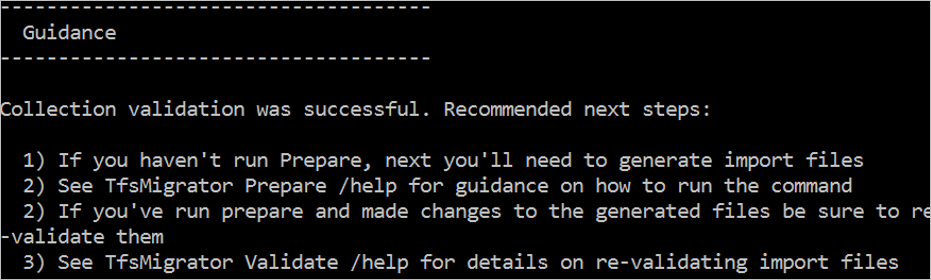 -------------------------------------
Guidance
-------------------------------------
Collection validation was successful. Recommended next steps:
1) If you haven't run Prepare, next you'll need to generate import files
2) See TfsMigrator Prepare /help for guidance on how to run the command
2) If you've run prepare and made changes to the generated files be sure to re
-validate them
3) See TfsMigrator Validate /help for details on re-validating import files